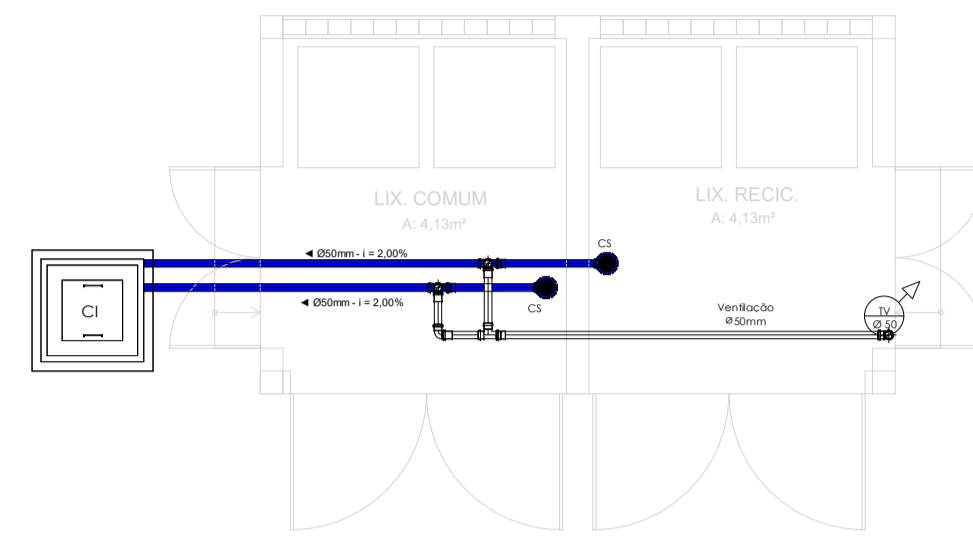 LIX. COMUM
A: 4,13m²
LIX. RECIC.
A: 4,13m²
CS
◄ Ø50mm - i = 2,00%
CI
◄ Ø50mm - i = 2,00%
CS
Ventilação
Ø50mm
TV
Ø 50